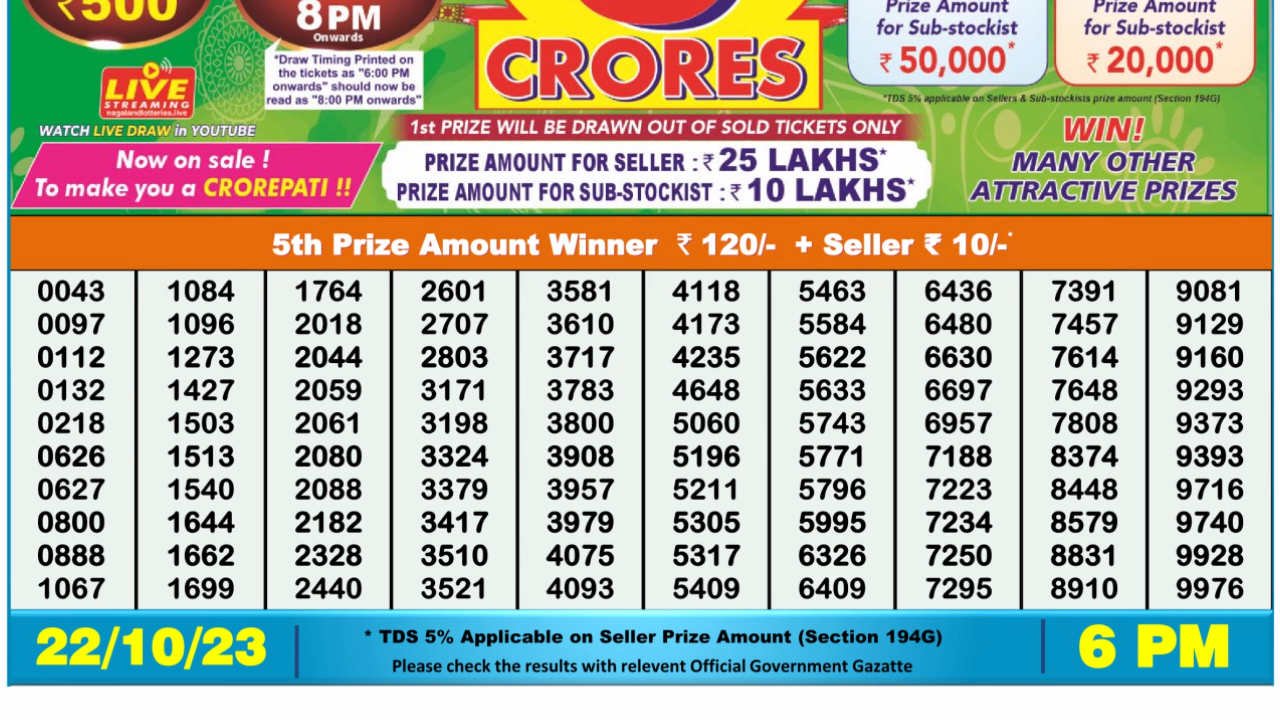 ₹500
8PM
Onwards
*Draw Timing Printed on
the tickets as "6:00 PM
onwards" should now be
read as "8:00 PM onwards"
LIVE
STREAMING
nagalandlotteries.live
WATCH LIVE DRAW in YOUTUBE
Now on sale !
To make you a CROREPATI !!
CRORES
1st PRIZE WILL BE DRAWN OUT OF SOLD TICKETS ONLY
PRIZE AMOUNT FOR SELLER : ₹ 25 LAKHS*
PRIZE AMOUNT FOR SUB-STOCKIST : ₹ 10 LAKHS*
Prize Amount
for Sub-stockist
₹ 50,000*
Prize Amount
for Sub-stockist
₹ 20,000*
*TDS 5% applicable on Sellers & Sub-stockists prize amount (Section 194G)
WIN!
MANY OTHER
ATTRACTIVE PRIZES
5th Prize Amount Winner ₹ 120/- + Seller ₹ 10/-*
0043 1084 1764 2601 3581 4118 5463 6436 7391 9081
0097 1096 2018 2707 3610 4173 5584 6480 7457 9129
0112 1273 2044 2803 3717 4235 5622 6630 7614 9160
0132 1427 2059 3171 3783 4648 5633 6697 7648 9293
0218 1503 2061 3198 3800 5060 5743 6957 7808 9373
0626 1513 2080 3324 3908 5196 5771 7188 8374 9393
0627 1540 2088 3379 3957 5211 5796 7223 8448 9716
0800 1644 2182 3417 3979 5305 5995 7234 8579 9740
0888 1662 2328 3510 4075 5317 6326 7250 8831 9928
1067 1699 2440 3521 4093 5409 6409 7295 8910 9976
22/10/23
* TDS 5% Applicable on Seller Prize Amount (Section 194G)
Please check the results with relevent Official Government Gazatte
6 PM